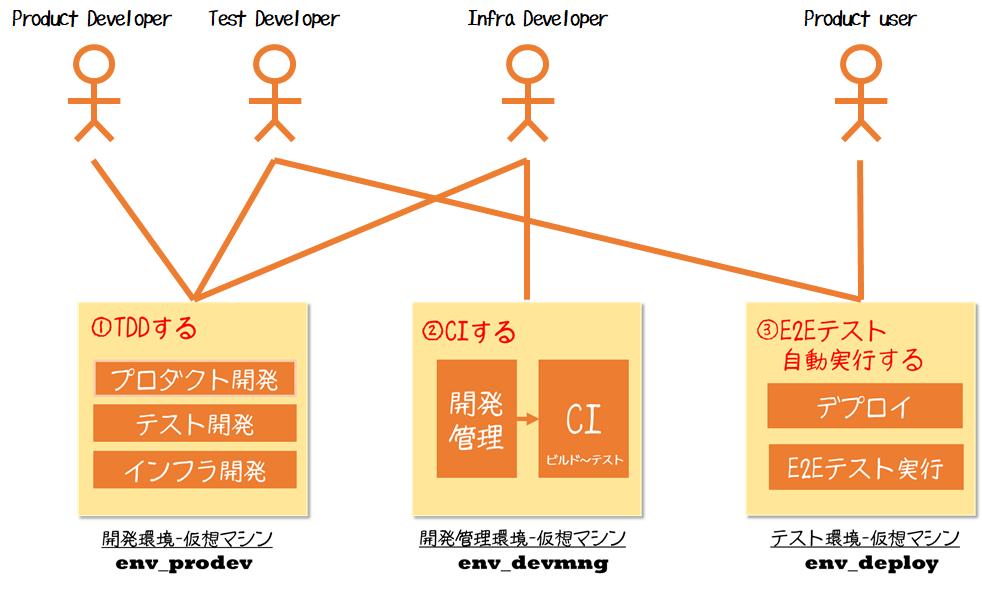 Product Developer
Test Developer
Infra Developer
Product user
①TDDする
プロダクト開発
テスト開発
インフラ開発
開発環境-仮想マシン
env_prodev
②CIする
開発
管理
CI
ビルド～テスト
開発管理環境-仮想マシン
env_devmng
③E2Eテスト
自動実行する
デプロイ
E2Eテスト実行
テスト環境-仮想マシン
env_deploy